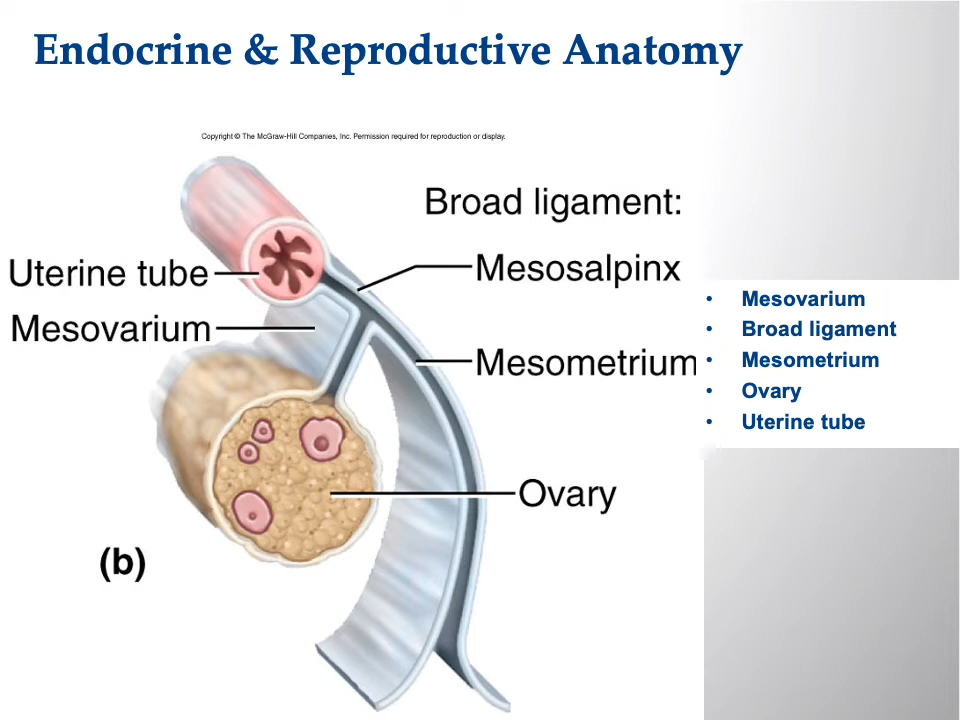 Endocrine & Reproductive Anatomy
Copyright © The McGraw-Hill Companies, Inc. Permission required for reproduction or display.
Broad ligament:
Uterine tube
Mesosalpinx
Mesovarium
Mesometrium
Ovary
(b)
• Mesovarium
• Broad ligament
• Mesometrium
• Ovary
• Uterine tube